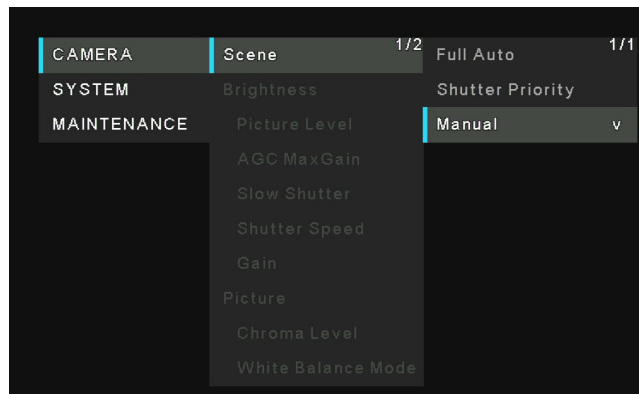 CAMERA
SYSTEM
MAINTENANCE
Scene 1/2
Brightness
Picture Level
AGC MaxGain
Slow Shutter
Shutter Speed
Gain
Picture
Chroma Level
White Balance Mode
Full Auto 1/1
Shutter Priority
Manual v